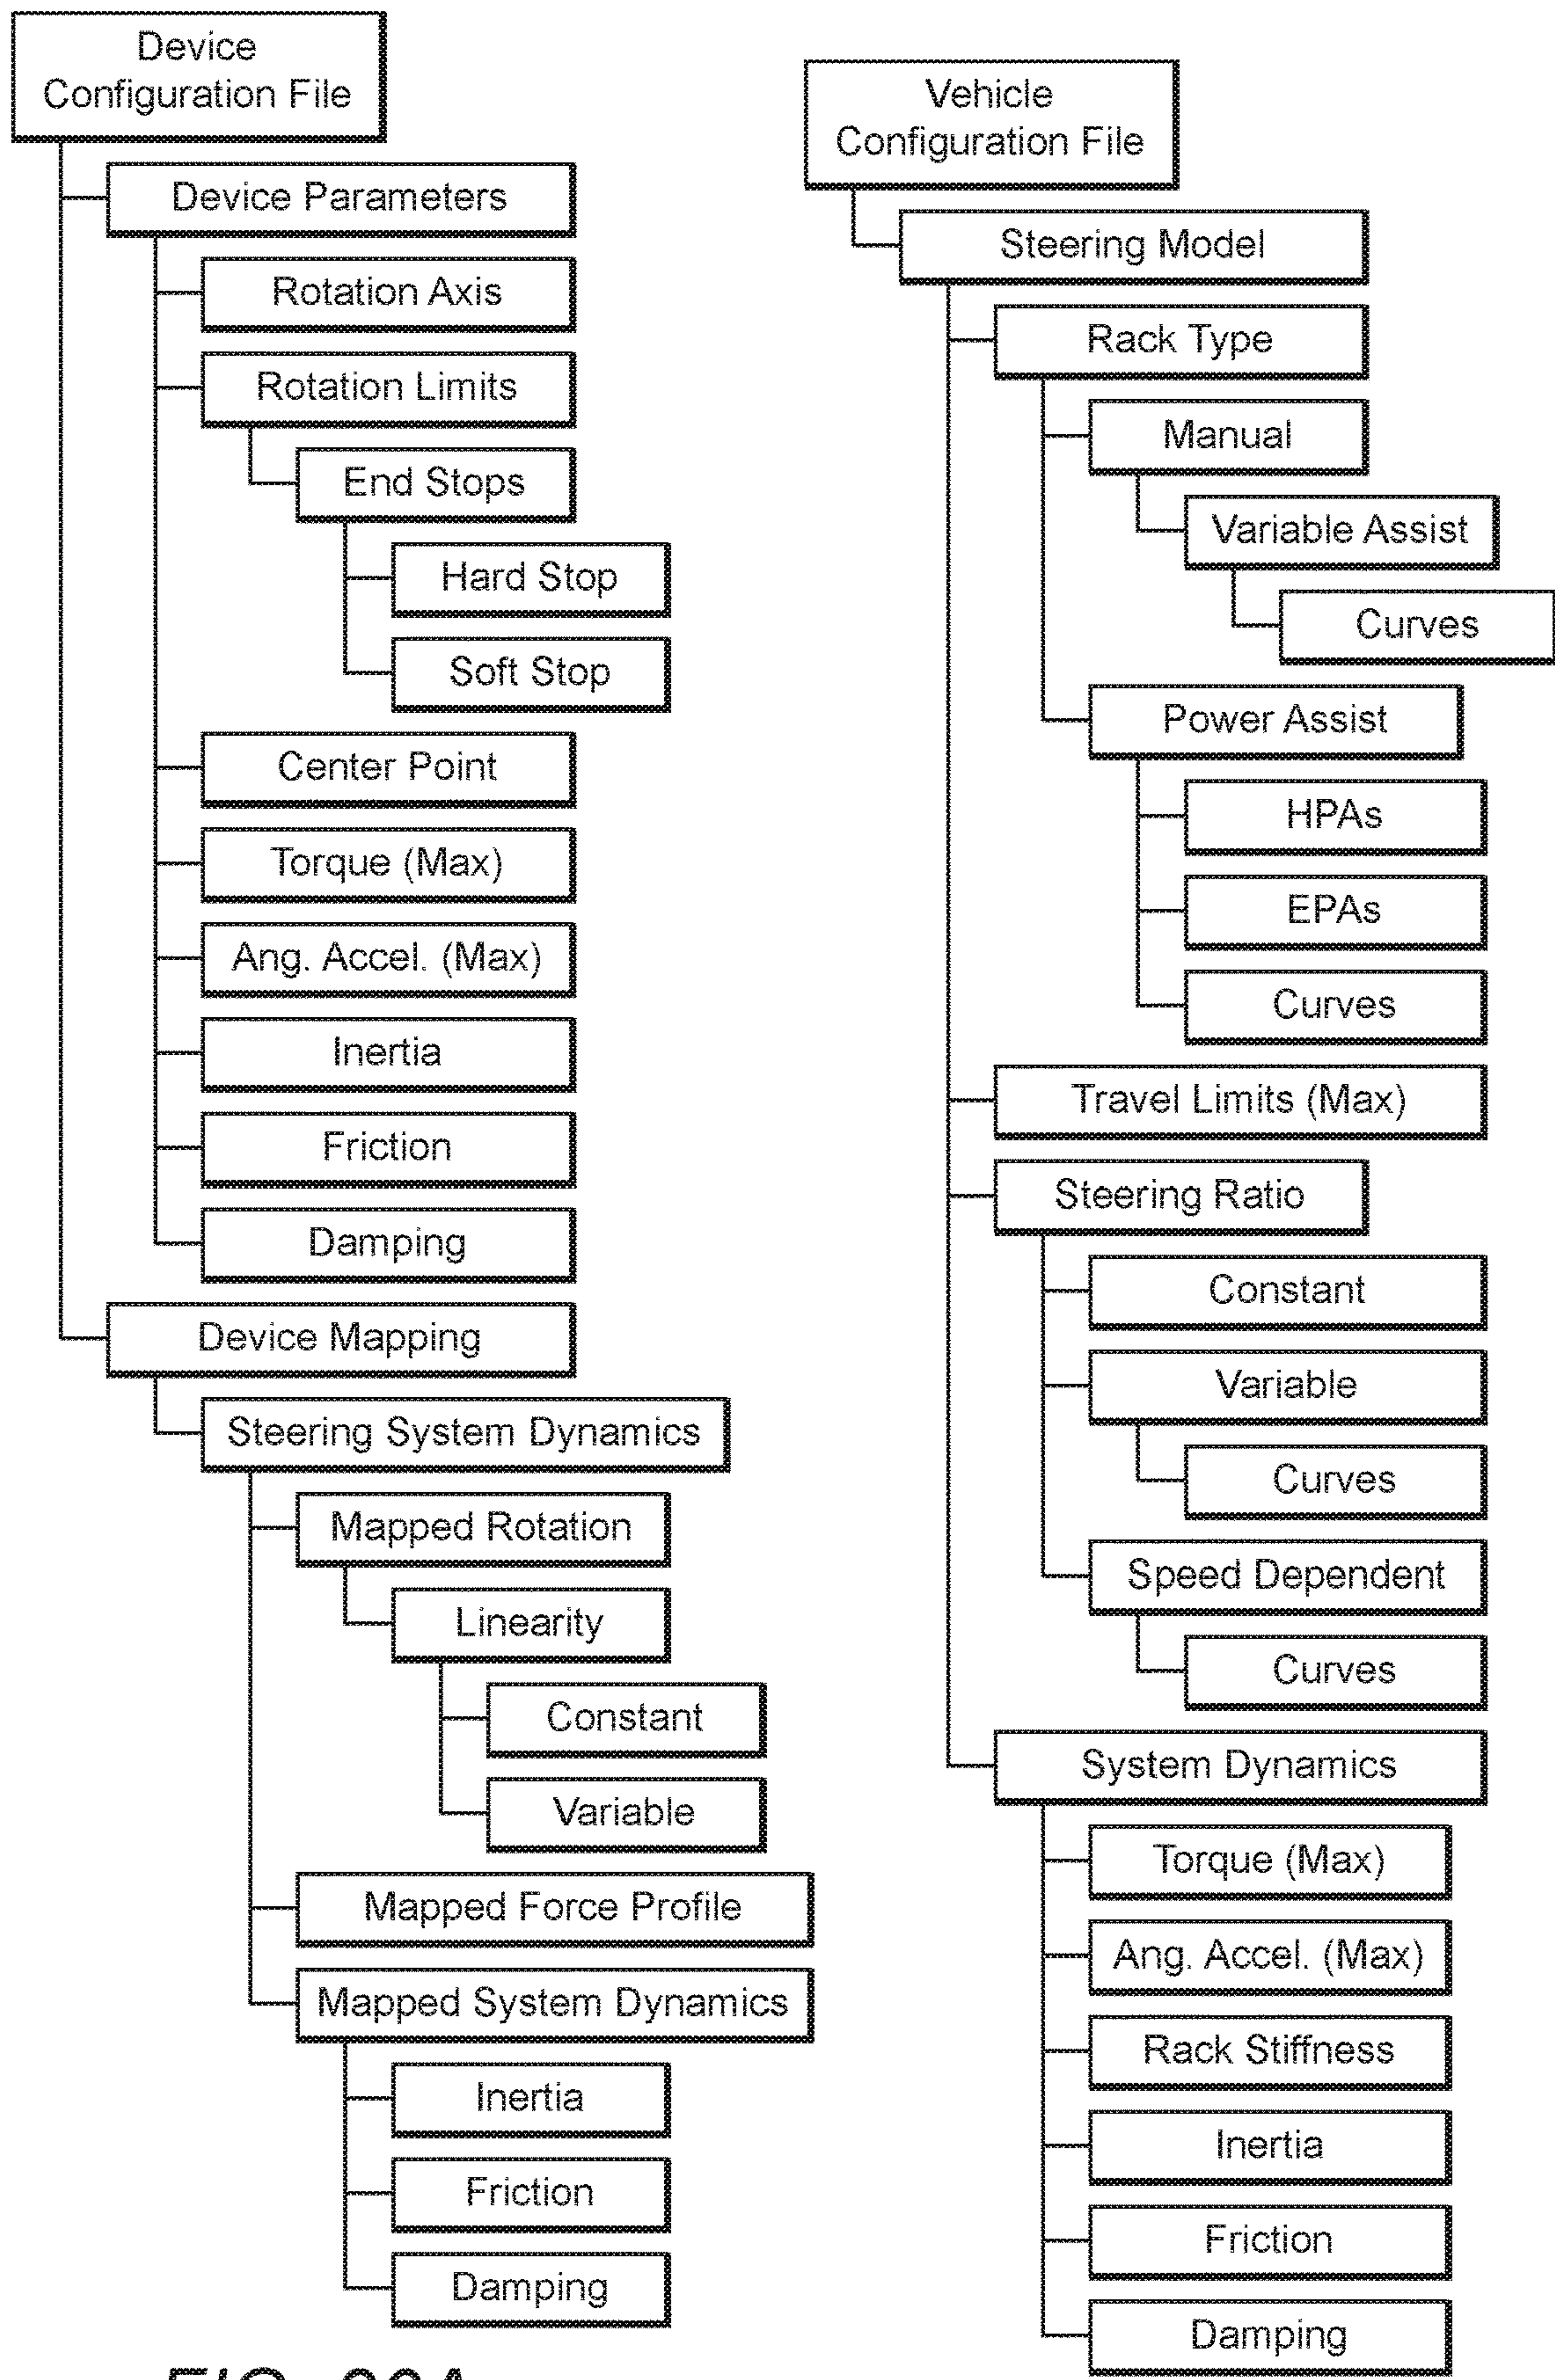 Device
Configuration File
Device Parameters
Rotation Axis
Rotation Limits
End Stops
Hard Stop
Soft Stop
Center Point
Torque (Max)
Ang. Accel. (Max)
Inertia
Friction
Damping
Device Mapping
Steering System Dynamics
Mapped Rotation
Linearity
Constant
Variable
Mapped Force Profile
Mapped System Dynamics
Inertia
Friction
Damping
Vehicle
Configuration File
Steering Model
Rack Type
Manual
Variable Assist
Curves
Power Assist
HPAs
EPAs
Curves
Travel Limits (Max)
Steering Ratio
Constant
Variable
Curves
Speed Dependent
Curves
System Dynamics
Torque (Max)
Ang. Accel. (Max)
Rack Stiffness
Inertia
Friction
Damping